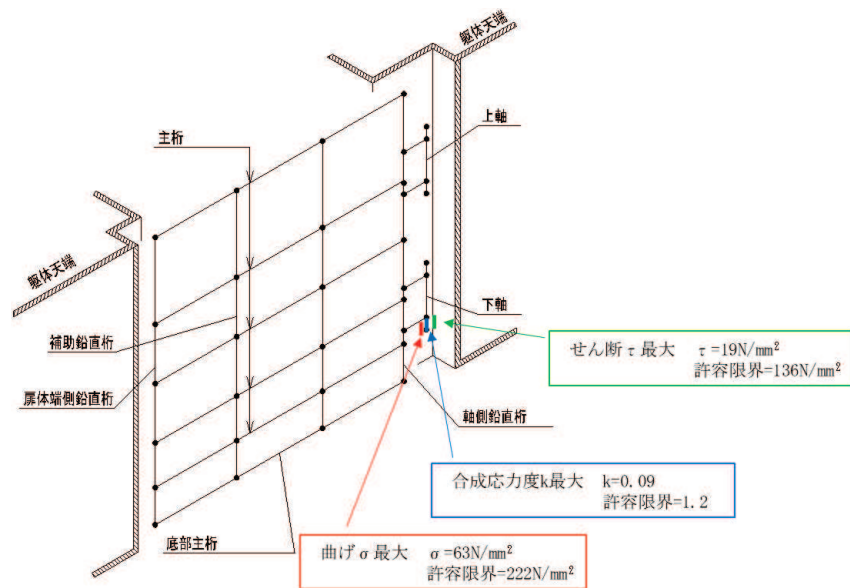 躯体天端
上軸
主桁
躯体天端
下軸
補助鉛直桁
扉体端側鉛直桁
せん断τ最大 τ=19N/mm²
許容限界=136N/mm²
軸側鉛直桁
合成応力度k最大 k=0.09
許容限界=1.2
底部主桁
曲げσ最大 σ=63N/mm²
許容限界=222N/mm²